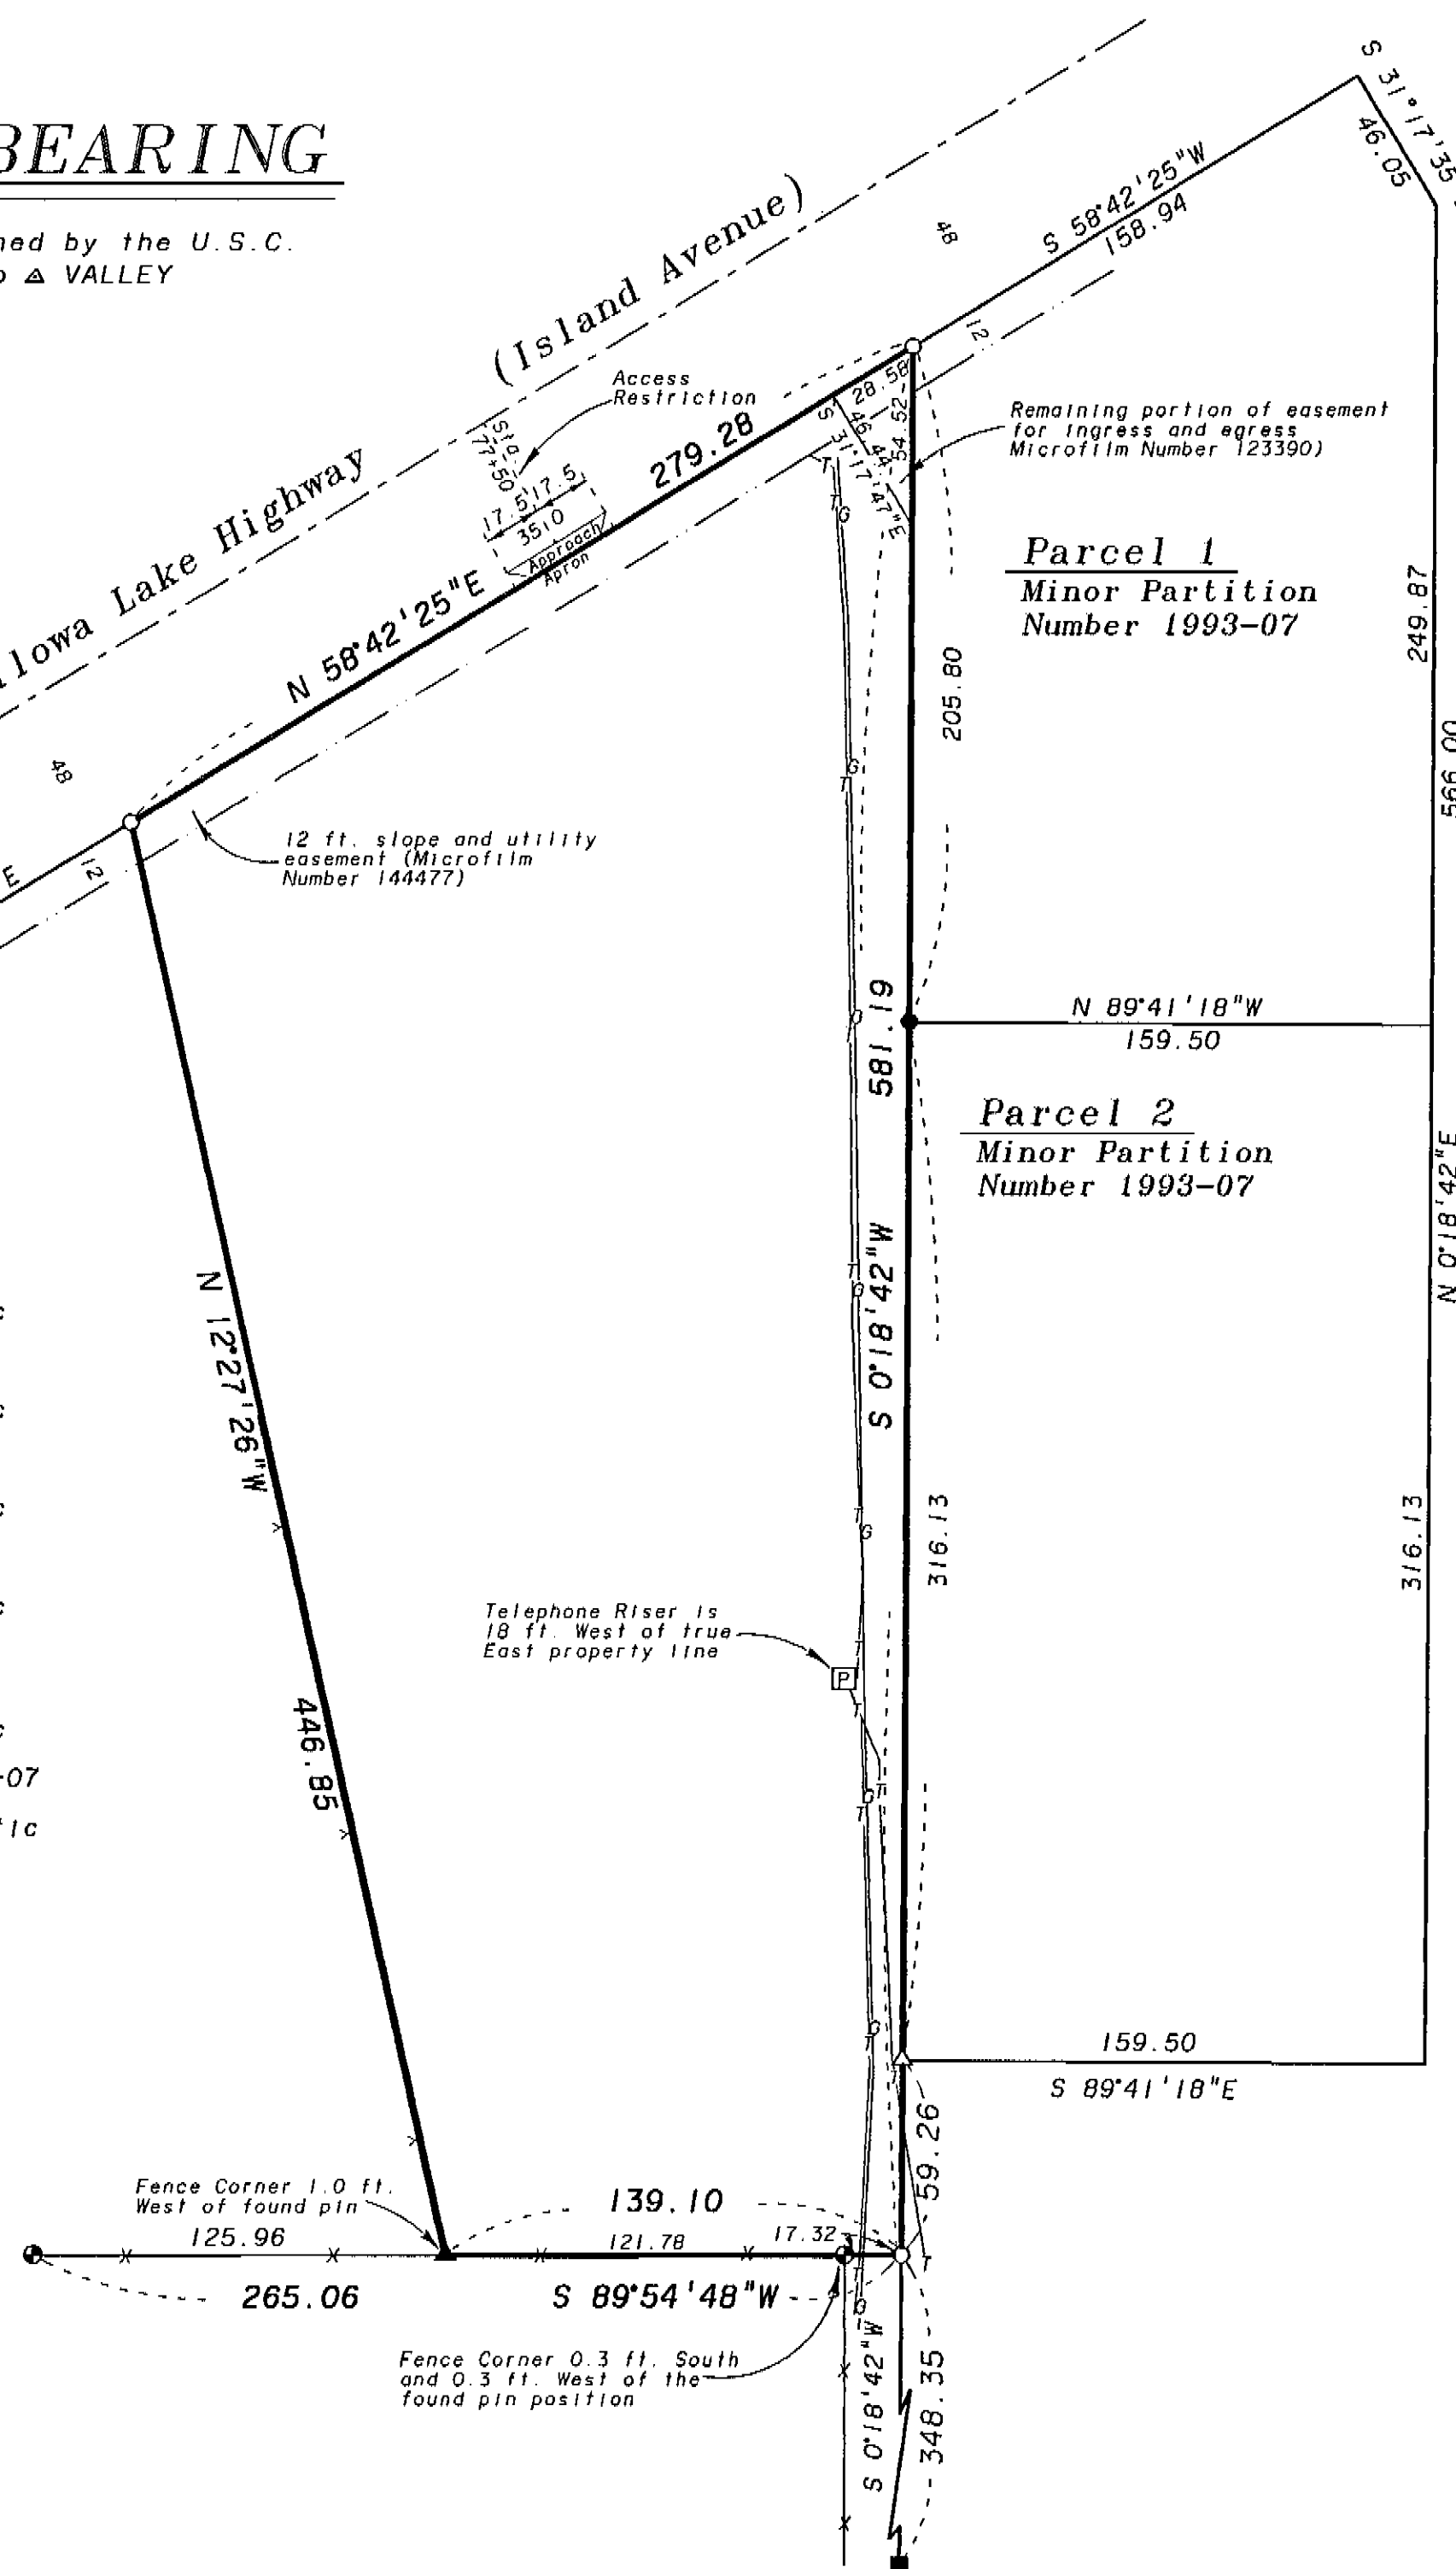 BEARING
by the U.S.C.
△ VALLEY
Lake Highway
(Island Avenue)
48
S 58°42'25"W
158.94
46.05
12
Access
Restriction
Sta.
77+50
17.5
17.5
35.0
Approach
Apron
N 58°42'25"E
279.28
28.58
54.52
46.44
S 31°17'47"E
Remaining portion of easement
for Ingress and egress
Microfilm Number 123390)
Parcel 1
Minor Partition
Number 1993-07
249.87
205.80
566.00
48
E
12
12 ft. slope and utility
easement (Microfilm
Number 144477)
581.19
S 0°18'42"W
N 89°41'18"W
159.50
Parcel 2
Minor Partition
Number 1993-07
N 0°18'42"E
N 12°27'26"W
446.85
316.13
316.13
Telephone Riser is
18 ft. West of true
East property line
P
-07
159.50
S 89°41'18"E
59.26
Fence Corner 1.0 ft.
West of found pin
125.96
139.10
121.78
17.32
265.06
S 89°54'48"W
Fence Corner 0.3 ft. South
and 0.3 ft. West of the
found pin position
S 0°18'42"W
348.35